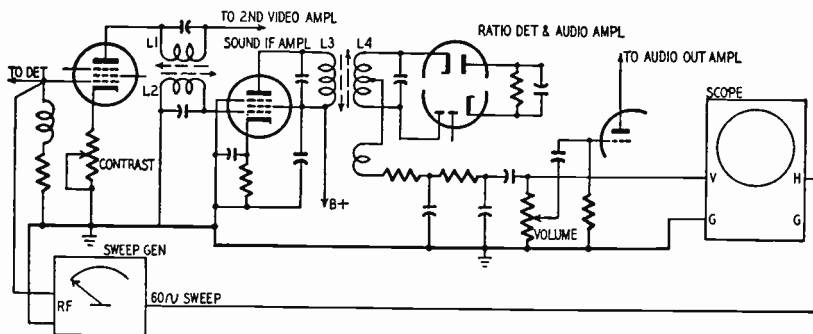 TO 2ND VIDEO AMPL
RATIO DET & AUDIO AMPL
L1
SOUND IF AMPL
L3
L4
TO AUDIO OUT AMPL
TO DET
L2
SCOPE
CONTRAST
V
H
B+
VOLUME
G
G
SWEEP GEN
RF
60∿ SWEEP